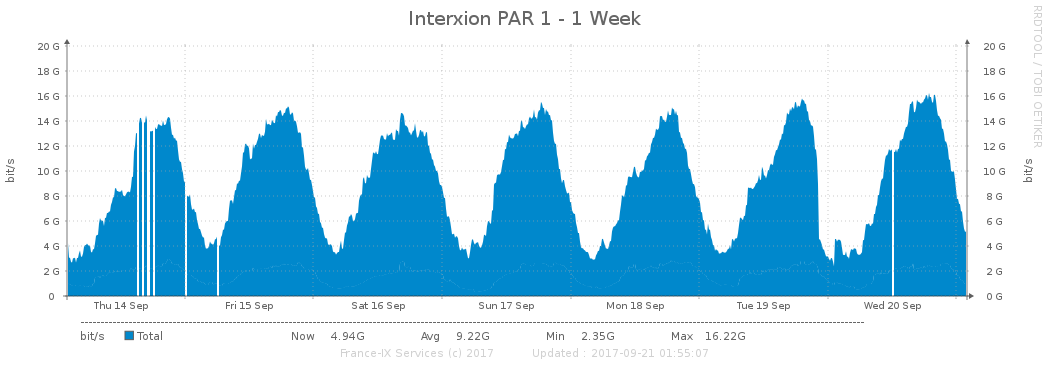 Interxion PAR 1 - 1 Week
RRDTOOL / TOBI OETIKER
bit/s
20 G 20 G
18 G 18 G
16 G 16 G
14 G 14 G
12 G 12 G
10 G 10 G
8 G 8 G
6 G 6 G
4 G 4 G
2 G 2 G
0 0 G
bit/s
Thu 14 Sep Fri 15 Sep Sat 16 Sep Sun 17 Sep Mon 18 Sep Tue 19 Sep Wed 20 Sep
bit/s Total Now 4.94G Avg 9.22G Min 2.35G Max 16.22G
France-IX Services (c) 2017 Updated : 2017-09-21 01:55:07